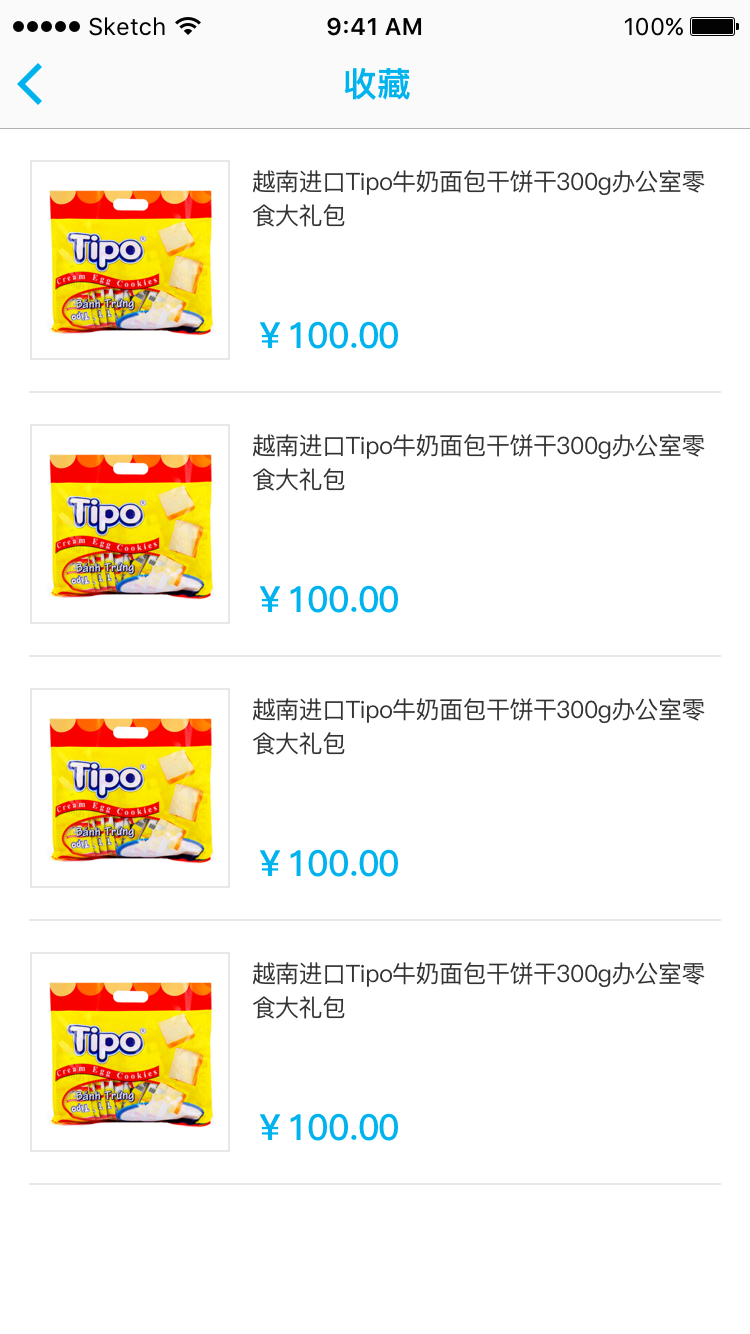 Sketch 9:41 AM 100%
收藏
越南进口Tipo牛奶面包干饼干300g办公室零
食大礼包
¥ 100.00
Tipo
Cream Egg Cookies
Bánh Trứng
越南进口Tipo牛奶面包干饼干300g办公室零
食大礼包
¥ 100.00
Tipo
Cream Egg Cookies
Bánh Trứng
越南进口Tipo牛奶面包干饼干300g办公室零
食大礼包
¥ 100.00
Tipo
Cream Egg Cookies
Bánh Trứng
越南进口Tipo牛奶面包干饼干300g办公室零
食大礼包
¥ 100.00
Tipo
Cream Egg Cookies
Bánh Trứng